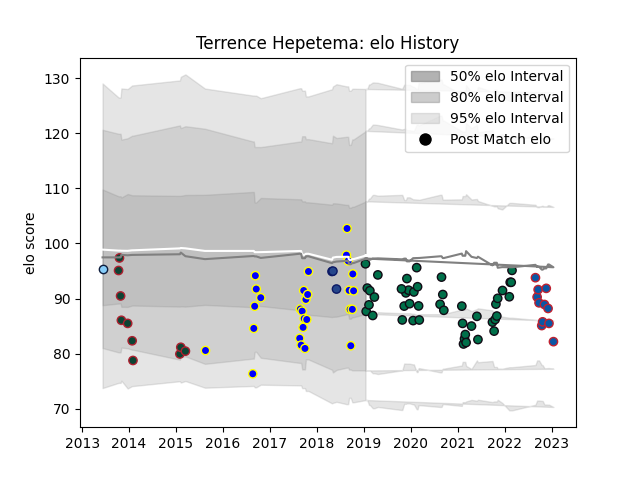 Terrence Hepetema: elo History
50% elo Interval
80% elo Interval
95% elo Interval
Post Match elo
elo score
130
120
110
100
90
80
70
2013 2014 2015 2016 2017 2018 2019 2020 2021 2022 2023